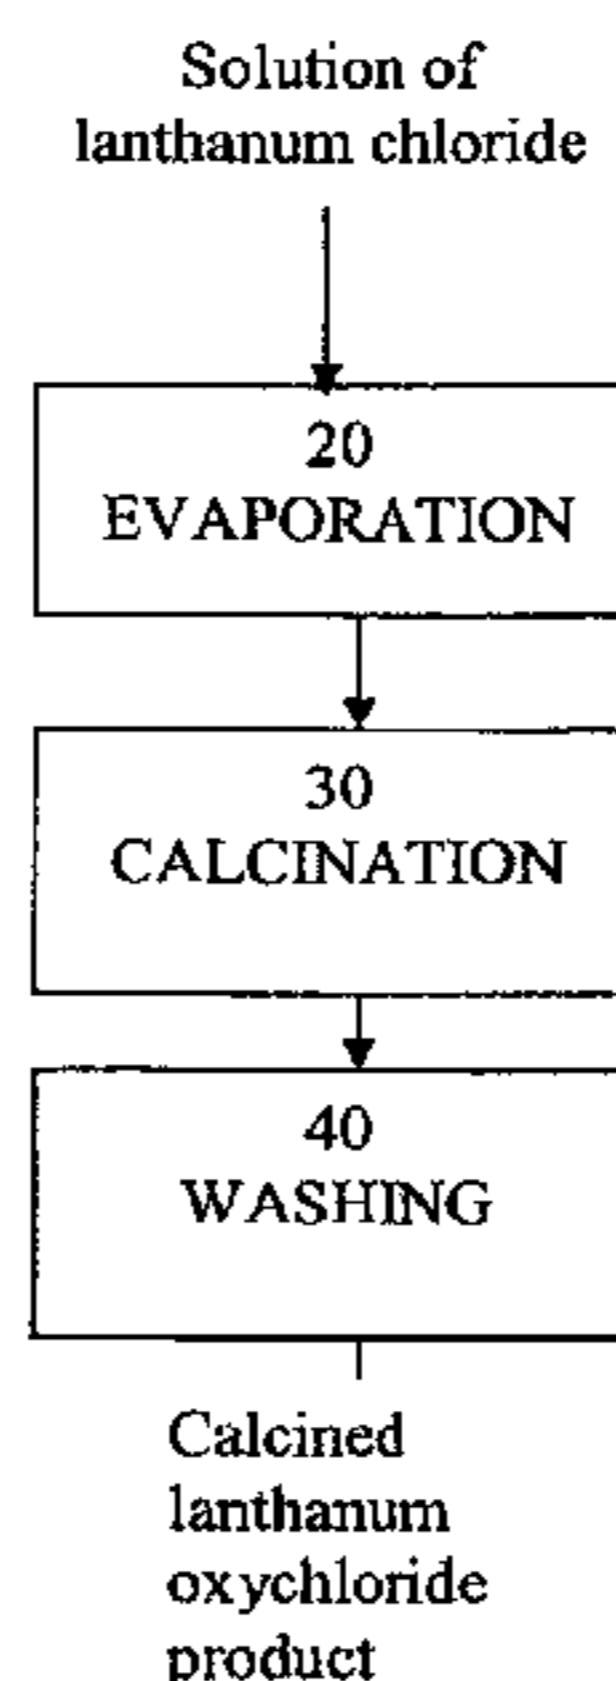 Solution of
lanthanum chloride
20
EVAPORATION
30
CALCINATION
40
WASHING
Calcined
lanthanum
oxychloride
product